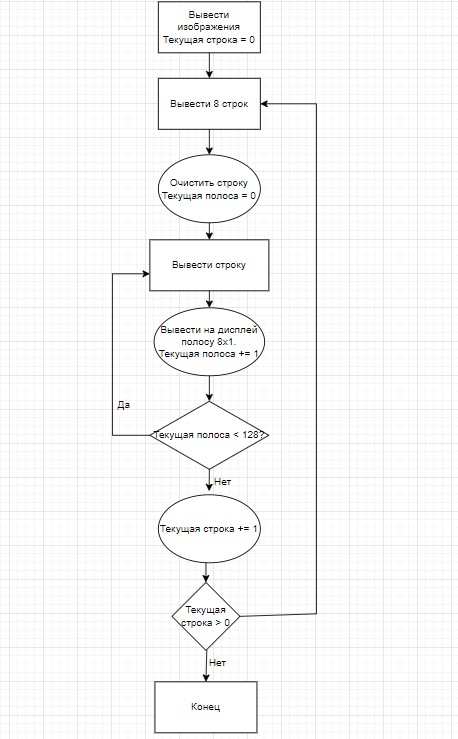 Вывести
изображения
Текущая строка = 0
Вывести 8 строк
Очистить строку
Текущая полоса = 0
Вывести строку
Вывести на дисплей
полосу 8x1.
Текущая полоса += 1
Да
Текущая полоса < 128?
Нет
Текущая строка += 1
Текущая
строка > 0
Нет
Конец